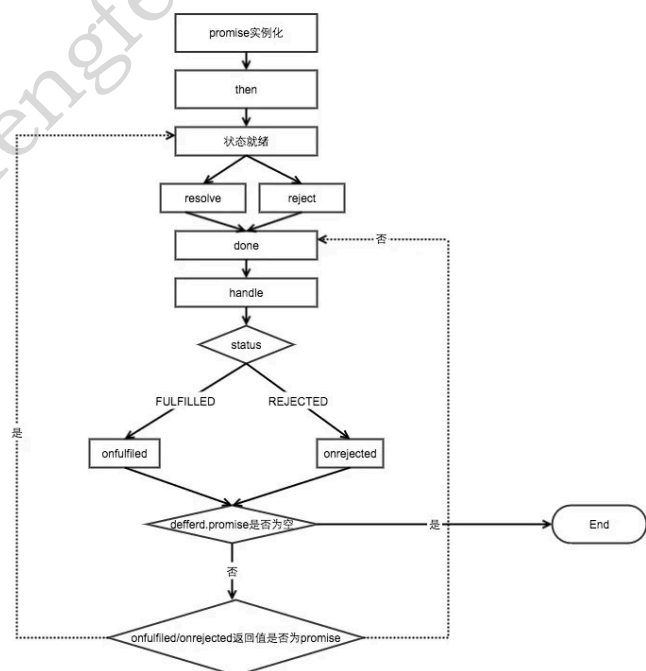 promise实例化
then
状态就绪
resolve
reject
done
否
handle
status
FULFILLED
REJECTED
是
onfulfiled
onrejected
defferd.promise是否为空
是
End
否
onfulfiled/onrejected返回值是否为promise